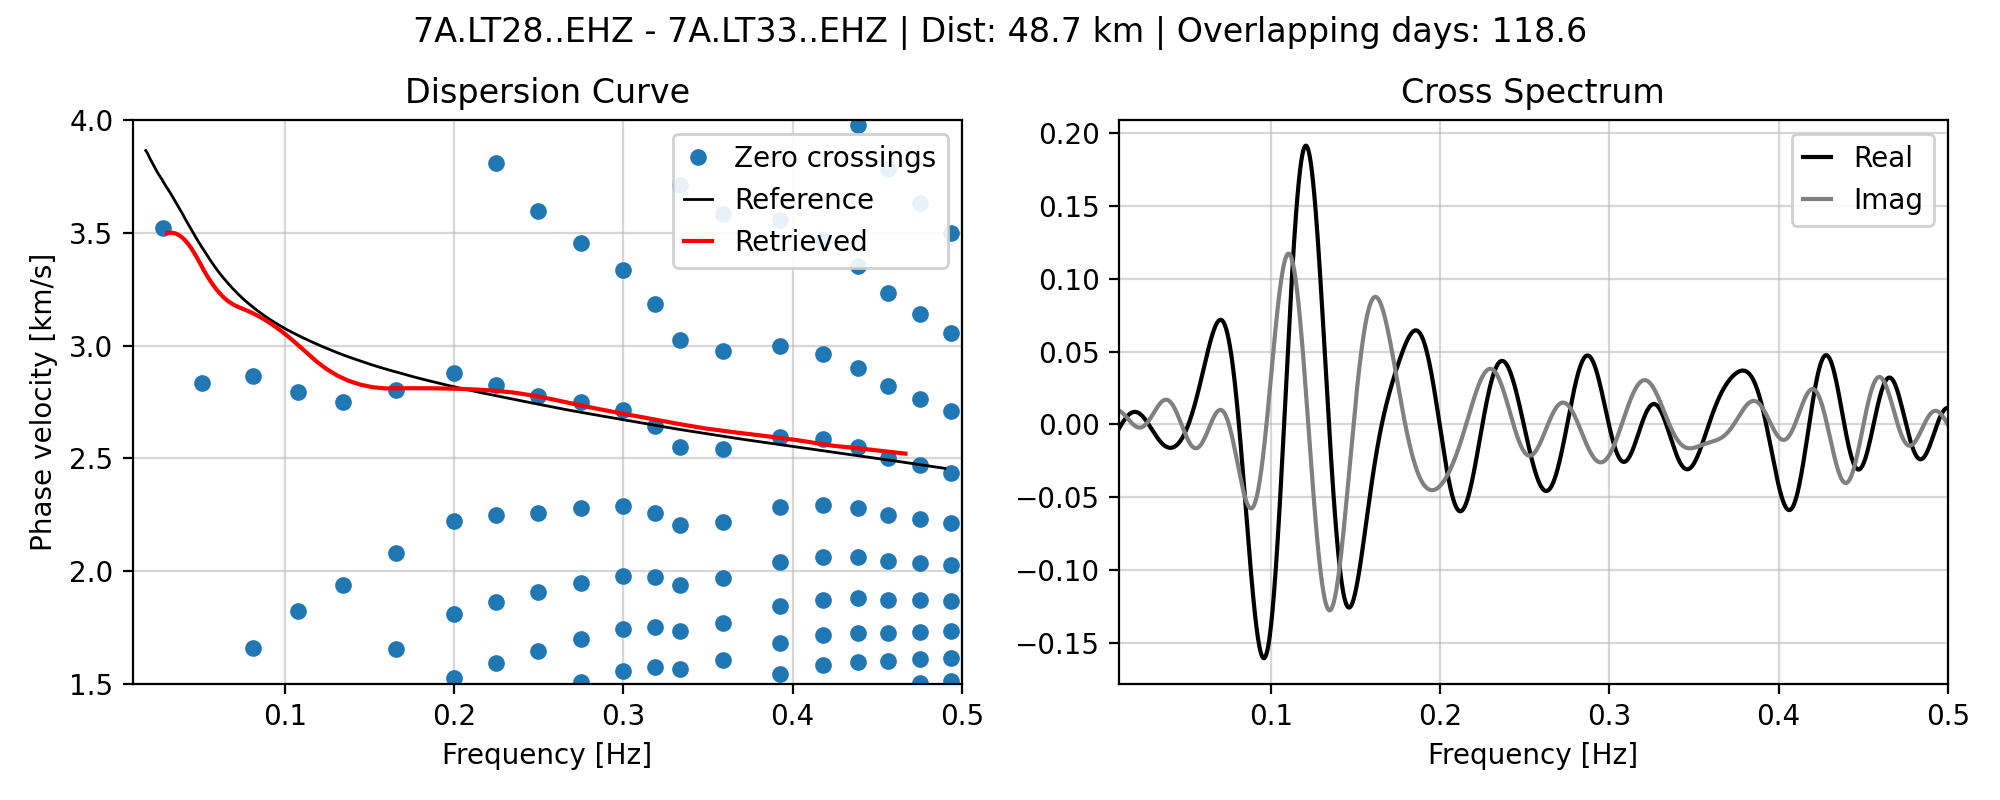 7A.LT28..EHZ - 7A.LT33..EHZ | Dist: 48.7 km | Overlapping days: 118.6
Dispersion Curve
Phase velocity [km/s]
4.0
3.5
3.0
2.5
2.0
1.5
Zero crossings
Reference
Retrieved
0.1 0.2 0.3 0.4 0.5
Frequency [Hz]
Cross Spectrum
0.20
0.15
0.10
0.05
0.00
−0.05
−0.10
−0.15
Real
Imag
0.1 0.2 0.3 0.4 0.5
Frequency [Hz]